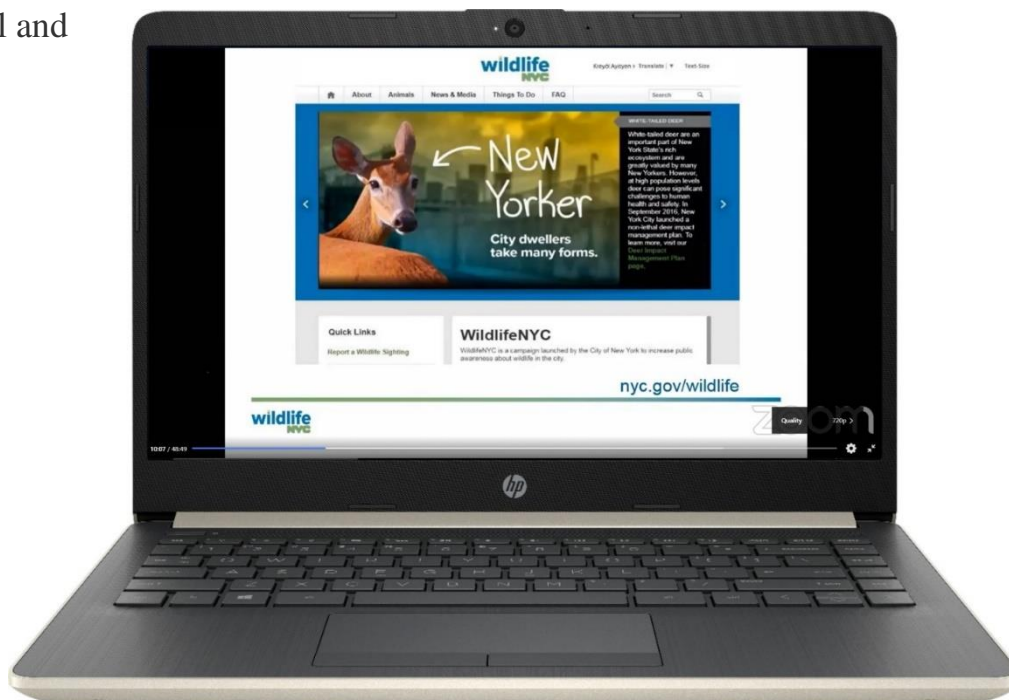 l and
wildlife
NYC
Translate | ▼ Text-Size
About Animals News & Media Things To Do FAQ
Search
New
Yorker
City dwellers
take many forms.
WHITE-TAILED DEER
White-tailed deer are an
important part of New
York State's rich
ecosystem and are
greatly valued by many
New Yorkers. However,
at high population levels
deer can pose significant
challenges to human
health and safety. In
September 2016, New
York City launched a
non-lethal deer impact
management plan. To
learn more, visit our
Deer Impact
Management Plan
page.
Quick Links
Report a Wildlife Sighting
WildlifeNYC
WildlifeNYC is a campaign launched by the City of New York to increase public
awareness about wildlife in the city.
nyc.gov/wildlife
wildlife
NYC
zoom
Quality 720p >
10:07 /
hp